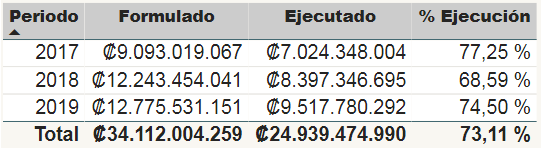 Periodo Formulado Ejecutado % Ejecución
2017 ₡9.093.019.067 ₡7.024.348.004 77,25 %
2018 ₡12.243.454.041 ₡8.397.346.695 68,59 %
2019 ₡12.775.531.151 ₡9.517.780.292 74,50 %
Total ₡34.112.004.259 ₡24.939.474.990 73,11 %